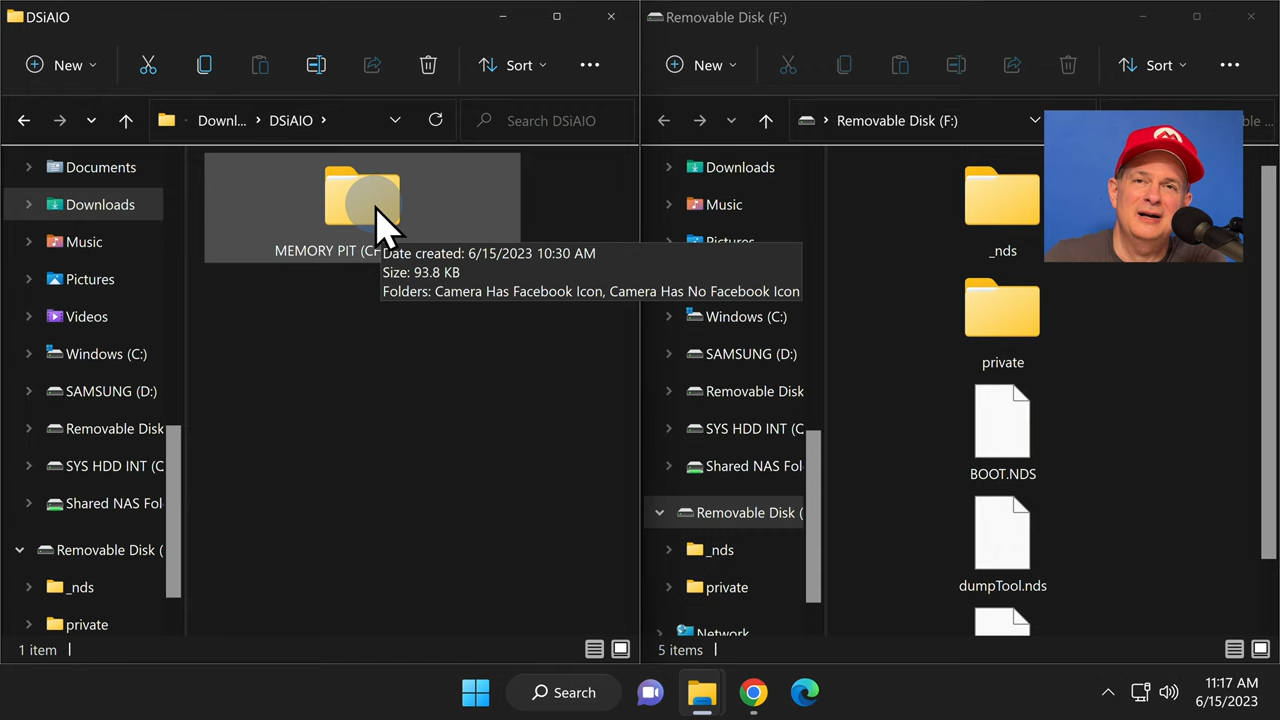 DSiAIO
New
Sort
Downl...
DSiAIO
Search DSiAIO
Documents
Downloads
Music
Pictures
Videos
Windows (C:)
SAMSUNG (D:)
Removable Disk
SYS HDD INT (C
Shared NAS Fol
Removable Disk (
_nds
private
MEMORY PIT (
Date created: 6/15/2023 10:30 AM
Size: 93.8 KB
Folders: Camera Has Facebook Icon, Camera Has No Facebook Icon
1 item
Removable Disk (F:)
New
Sort
Removable Disk (F:)
Downloads
Music
Pictures
Windows (C:)
SAMSUNG (D:)
Removable Disk
SYS HDD INT (C
Shared NAS Fol
Removable Disk (
_nds
private
Network
_nds
private
BOOT.NDS
dumpTool.nds
5 items
Search
11:17 AM
6/15/2023